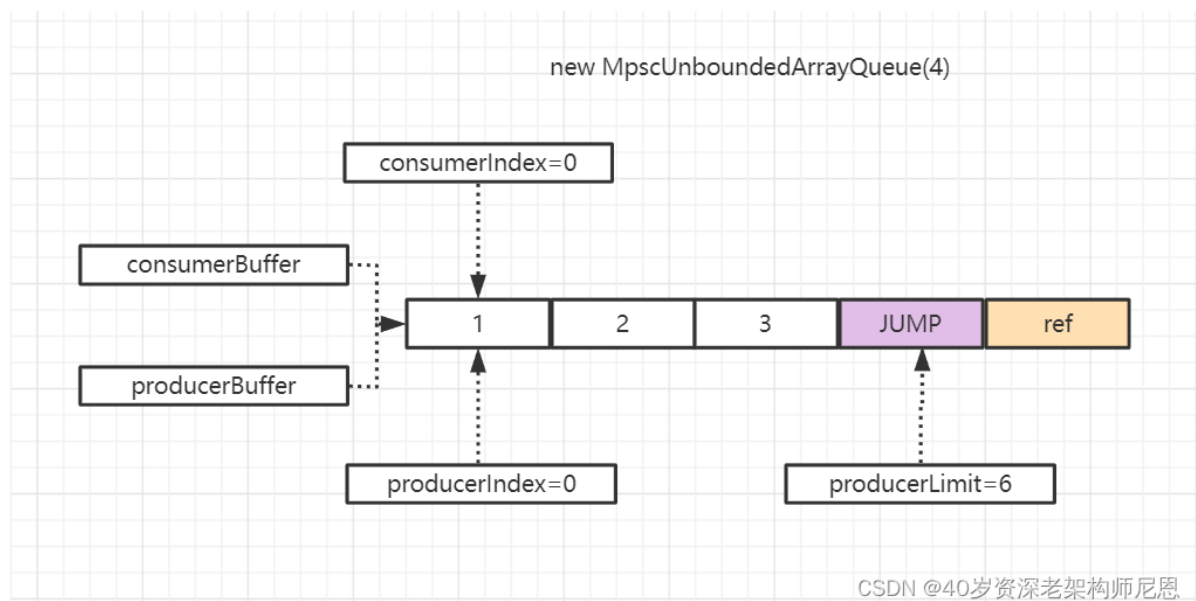 new MpscUnboundedArrayQueue(4)
consumerIndex=0
consumerBuffer
1 2 3 JUMP ref
producerBuffer
producerIndex=0 producerLimit=6
CSDN @40岁资深老架构师尼恩